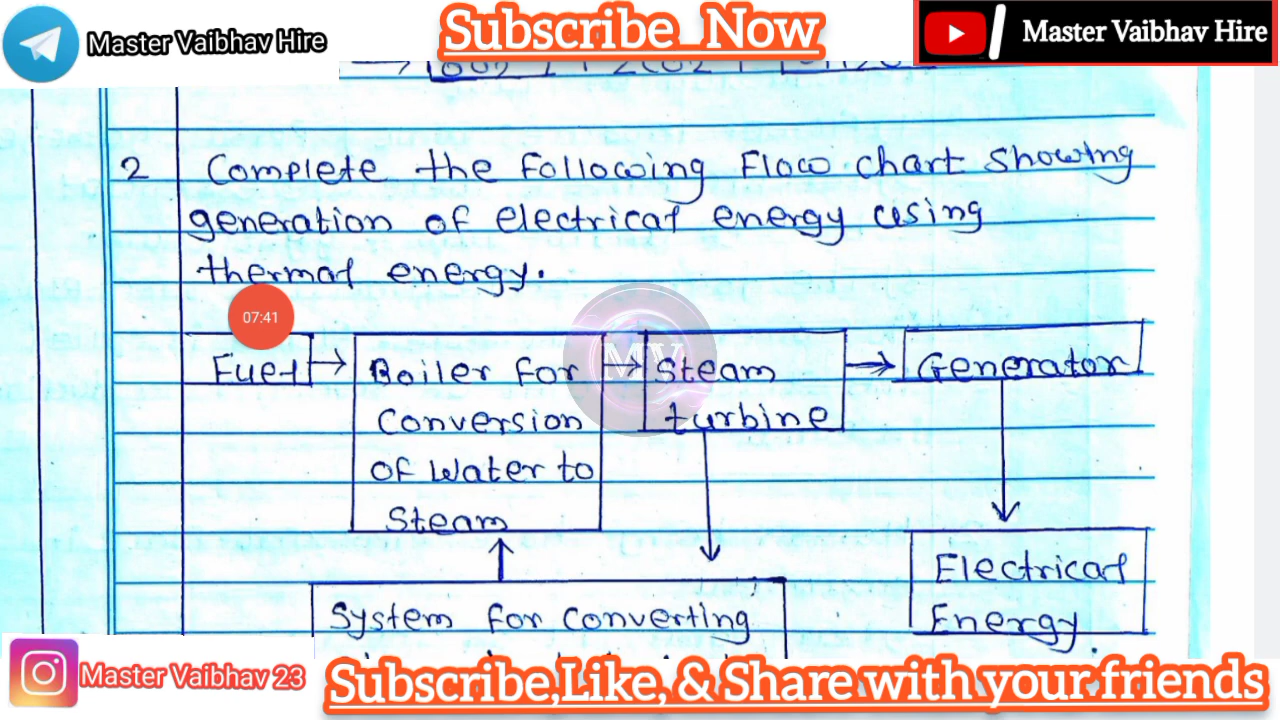 Master Vaibhav Hire
Subscribe Now
Master Vaibhav Hire
2 Complete the Following Flow chart showing
generation of electrical energy using
thermal energy.
07:41
Fuel → Boiler For → Steam → Generator
MV
Conversion turbine
of Water to
Steam
Electrical
System for converting
Energy.
Master Vaibhav 23
Subscribe,Like, & Share with your friends